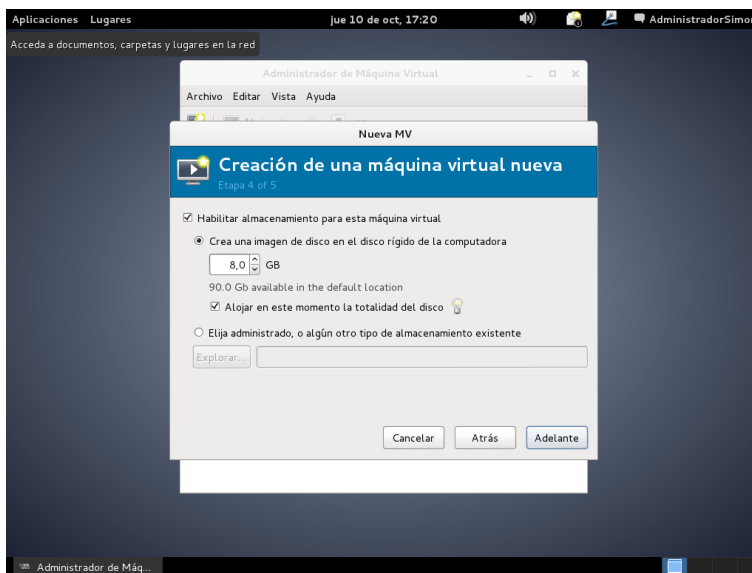 Aplicaciones Lugares jue 10 de oct, 17:20 AdministradorSimon
Acceda a documentos, carpetas y lugares en la red
Administrador de Máquina Virtual
Archivo Editar Vista Ayuda
Nueva MV
Creación de una máquina virtual nueva
Etapa 4 of 5
Habilitar almacenamiento para esta máquina virtual
Crea una imagen de disco en el disco rígido de la computadora
8,0 GB
90.0 Gb available in the default location
Alojar en este momento la totalidad del disco
Elija administrado, o algún otro tipo de almacenamiento existente
Explorar...
Cancelar Atrás Adelante
Administrador de Máq...